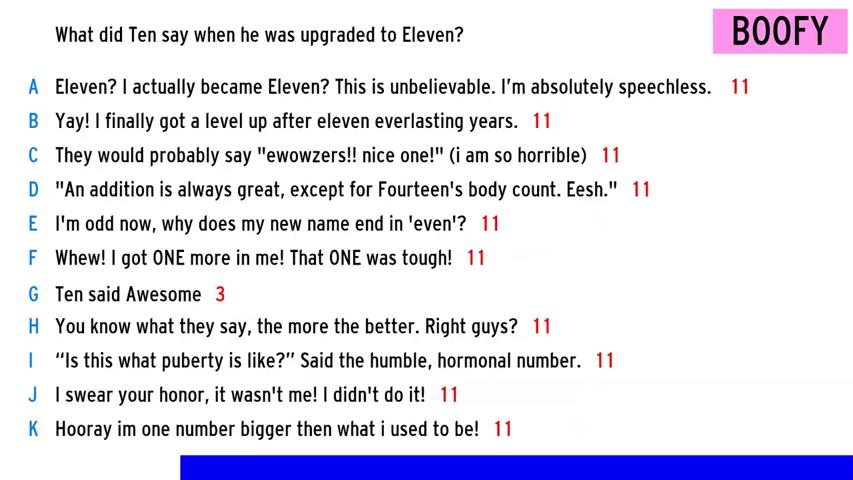 What did Ten say when he was upgraded to Eleven?
BOOFY
A Eleven? I actually became Eleven? This is unbelievable. I'm absolutely speechless. 11
B Yay! I finally got a level up after eleven everlasting years. 11
C They would probably say "ewowzers!! nice one!" (i am so horrible) 11
D "An addition is always great, except for Fourteen's body count. Eesh." 11
E I'm odd now, why does my new name end in 'even'? 11
F Whew! I got ONE more in me! That ONE was tough! 11
G Ten said Awesome 3
H You know what they say, the more the better. Right guys? 11
I “Is this what puberty is like?” Said the humble, hormonal number. 11
J I swear your honor, it wasn't me! I didn't do it! 11
K Hooray im one number bigger then what i used to be! 11